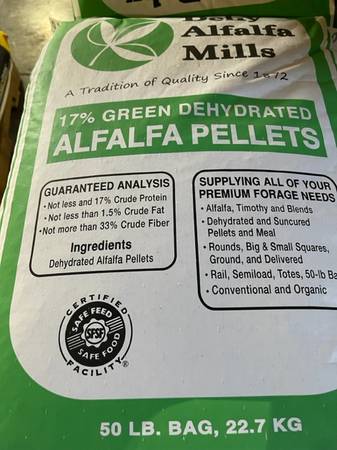 Alfalfa
Mills
A Tradition of Quality Since
17% GREEN DEHYDRATED
ALFALFA PELLETS
GUARANTEED ANALYSIS
• Not less and 17% Crude Protein
• Not less than 1.5% Crude Fat
• Not more than 33% Crude Fiber
Ingredients
Dehydrated Alfalfa Pellets
SUPPLYING ALL OF YOUR
PREMIUM FORAGE NEEDS
• Alfalfa, Timothy and Blends
• Dehydrated and Suncured
Pellets and Meal
• Rounds, Big & Small Squares,
Ground, and Delivered
• Rail, Semiload, Totes, 50-lb Ba
• Conventional and Organic
CERTIFIED
SAFE FEED
SFSF
SAFE FOOD
FACILITY®
50 LB. BAG, 22.7 KG